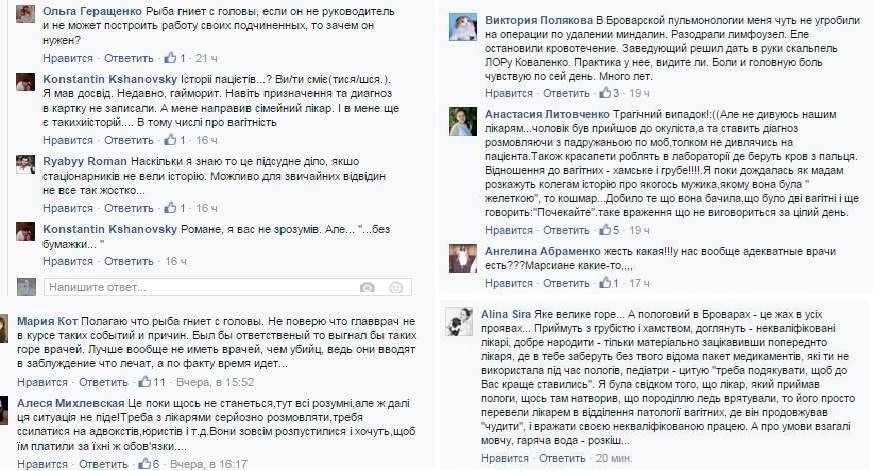 Ольга Геращенко Рыба гниет с головы, если он не руководитель
и не может построить работу своих подчиненных, то зачем он
нужен?
Нравится · Ответить · 1 · 21 ч
Konstantin Kshanovsky Історії пацієтів...? Ви/ти сміє(тися/шся.).
Я мав досвід. Недавно, гайморит. Навіть призначення та диагноз
в картку не записали. А мене направив сімейний лікар. І в мене ще
є такихиісторій.... В тому числі про вагітність
Нравится · Ответить · 1 · 16 ч
Ryabyy Roman Наскільки я знаю то це підсудне діло, якшо
стаціонарників не вели історію. Можливо для звичайних відвідин
не все так жостко...
Нравится · Ответить · 1 · 16 ч
Konstantin Kshanovsky Романе, я вас не зрозумів. Але... "...без
бумажки... "
Нравится · Ответить · 16 ч
Напишите ответ...
Мария Кот Полагаю что рыба гниет с головы. Не поверю что главврач не
в курсе таких событий и причин. Был бы ответственый то выгнал бы таких
горе врачей. Лучше вообще не иметь врачей, чем убийц, ведь они вводят
в заблуждение что лечат, а по факту время идет...
Нравится · Ответить · 11 · Вчера, в 15:52
Алеся Михлевская Це поки щось не станеться,тут всі розумні,але ж далі
ця ситуація не піде!Треба з лікарями серйозно розмовляти,треба
ссилатися на адвокстів,юристів і т.д.Вони зовсім розпустилися і хочуть,щоб
їм платили за їхні ж обов'язки....
Нравится · Ответить · 6 · Вчера, в 16:17
Виктория Полякова В Броварской пульмонологии меня чуть не угробили
на операции по удалении миндалин. Разодрали лимфоузел. Еле
остановили кровотечение. Заведующий решил дать в руки скальпель
ЛОРу Коваленко. Практика у нее, видите ли. Боли и головную боль
чувствую по сей день. Много лет.
Нравится · Ответить · 3 · 19 ч
Анастасия Литовченко Трагічний випадок!:((Але не дивуюсь нашим
лікарям...чоловік був прийшов до окуліста,а та ставить діагноз
розмовляючи з падружаньою по моб,толком не дивлячись на
пацієнта.Також красапети роблять в лабораторії де беруть кров з пальця.
Відношення до вагітних - хамське і грубе!!!!.Я поки дождалась як мадам
розкажуть колегам історію про якогось мужика,якому вона була "
желеткою", то кошмар...Добило те що вона бачила,що було дві вагітні і ще
говорить:"Почекайте".таке враження що не виговориться за цілий день.
Нравится · Ответить · 5 · 19 ч
Ангелина Абраменко жесть какая!!!у нас вообще адекватные врачи
есть???Марсиане какие-то,,,,
Нравится · Ответить · 1 · 17 ч
Alina Sira Яке велике горе... А пологовий в Броварах - це жах в усіх
проявах... Приймуть з грубістю і хамством, доглянуть - некваліфіковані
лікарі, добре народити - тільки матеріально зацікавивши попереднто
лікаря, де в тебе заберуть без твого відома пакет медикаментів, які ти не
використала під час пологів, педіатри - цитую "треба подякувати, щоб до
Вас краще ставились". Я була свідком того, що лікар, який приймав
пологи, щось там натворив, що породіллю ледь врятували, то його просто
перевели лікарем в відділення патології вагітних, де він продовжував
"чудити", і вражати своєю некваліфікованою працею. А про умови взагалі
мовчу, гаряча вода - розкіш...
Нравится · Ответить · 20 мин.